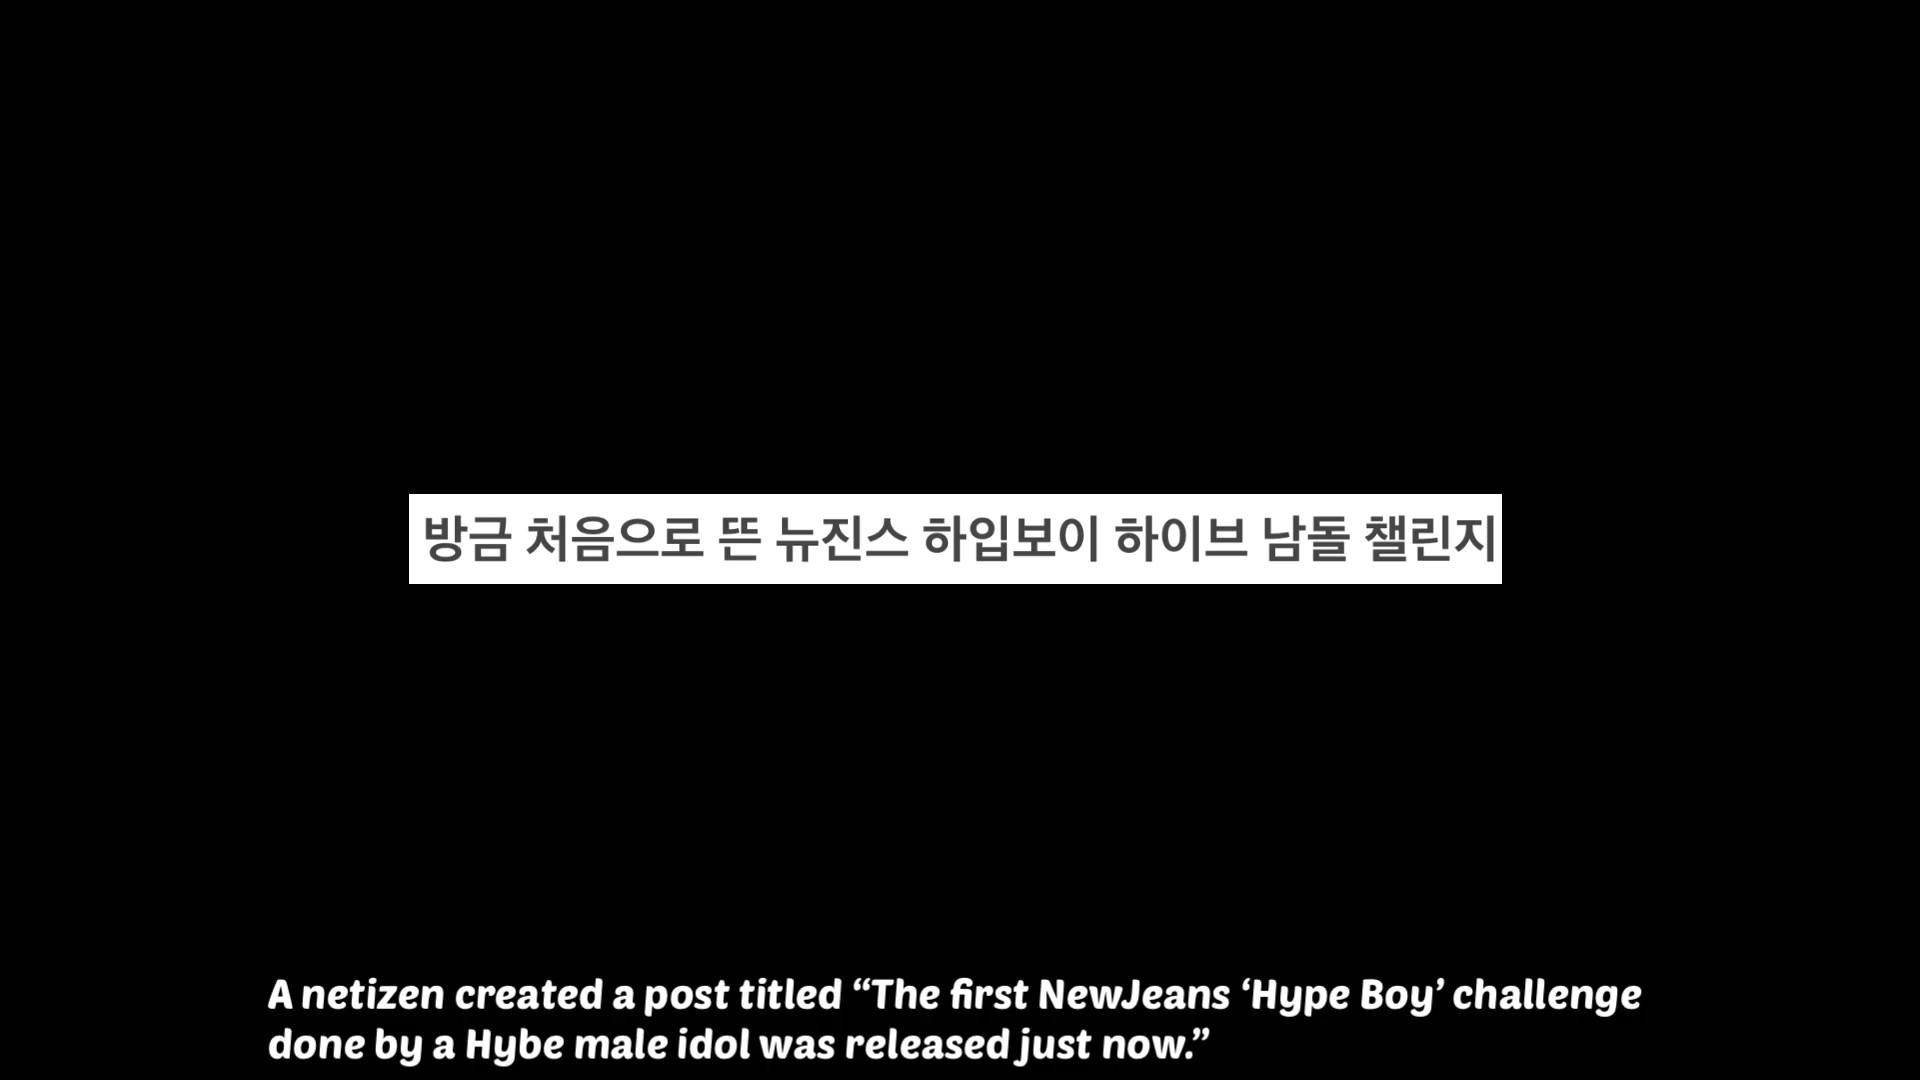 방금 처음으로 뜬 뉴진스 하입보이 하이브 남돌 챌린지
A netizen created a post titled “The first NewJeans ‘Hype Boy’ challenge
done by a Hybe male idol was released just now.”